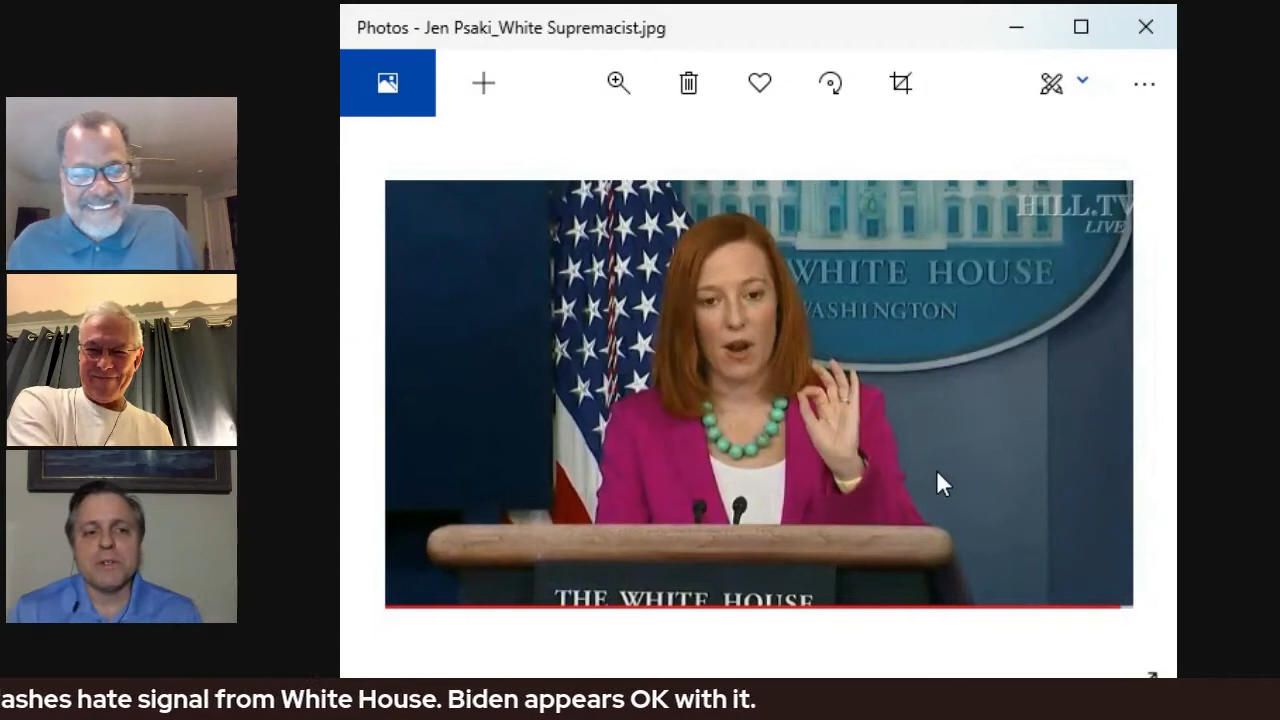 Photos - Jen Psaki_White Supremacist.jpg
HILL.TV
LIVE
WHITE HOUSE
WASHINGTON
THE WHITE HOUSE
ashes hate signal from White House. Biden appears OK with it.